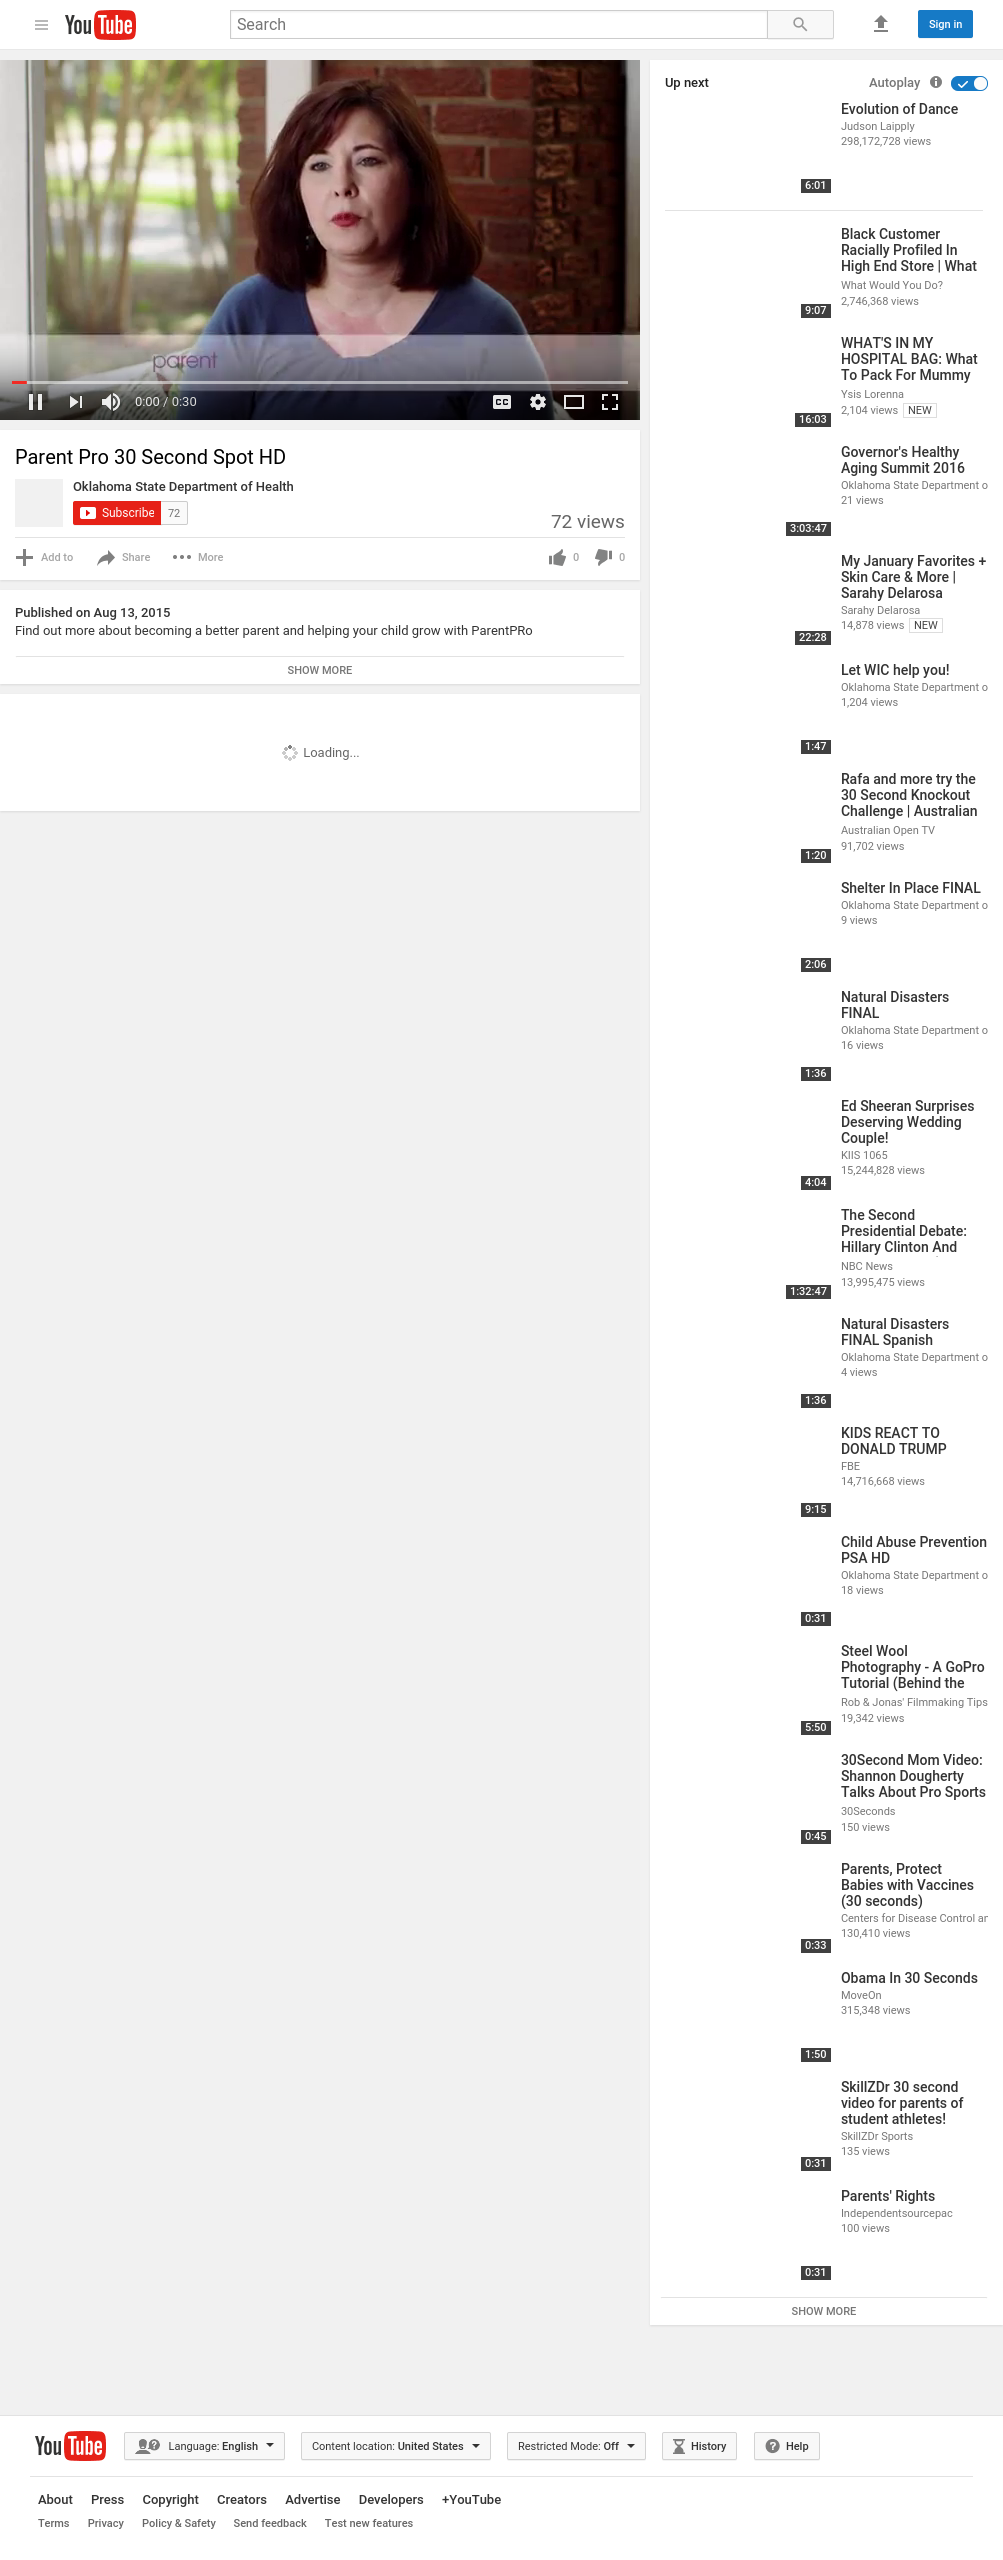 YouTube
Search
Sign in
parent
0:00 / 0:30
CC
Parent Pro 30 Second Spot HD
Oklahoma State Department of Health
Subscribe 72
72 views
Add to Share More 0 0
Published on Aug 13, 2015
Find out more about becoming a better parent and helping your child grow with ParentPRo
SHOW MORE
Loading...
Up next
Autoplay
Evolution of Dance
Judson Laipply
298,172,728 views
6:01
Black Customer
Racially Profiled In
High End Store | What
What Would You Do?
2,746,368 views
9:07
WHAT'S IN MY
HOSPITAL BAG: What
To Pack For Mummy
Ysis Lorenna
2,104 views NEW
16:03
Governor's Healthy
Aging Summit 2016
Oklahoma State Department o
21 views
3:03:47
My January Favorites +
Skin Care & More |
Sarahy Delarosa
Sarahy Delarosa
14,878 views NEW
22:28
Let WIC help you!
Oklahoma State Department o
1,204 views
1:47
Rafa and more try the
30 Second Knockout
Challenge | Australian
Australian Open TV
91,702 views
1:20
Shelter In Place FINAL
Oklahoma State Department o
9 views
2:06
Natural Disasters
FINAL
Oklahoma State Department o
16 views
1:36
Ed Sheeran Surprises
Deserving Wedding
Couple!
KIIS 1065
15,244,828 views
4:04
The Second
Presidential Debate:
Hillary Clinton And
NBC News
13,995,475 views
1:32:47
Natural Disasters
FINAL Spanish
Oklahoma State Department o
4 views
1:36
KIDS REACT TO
DONALD TRUMP
FBE
14,716,668 views
9:15
Child Abuse Prevention
PSA HD
Oklahoma State Department o
18 views
0:31
Steel Wool
Photography - A GoPro
Tutorial (Behind the
Rob & Jonas' Filmmaking Tips
19,342 views
5:50
30Second Mom Video:
Shannon Dougherty
Talks About Pro Sports
30Seconds
150 views
0:45
Parents, Protect
Babies with Vaccines
(30 seconds)
Centers for Disease Control an
130,410 views
0:33
Obama In 30 Seconds
MoveOn
315,348 views
1:50
SkillZDr 30 second
video for parents of
student athletes!
SkillZDr Sports
135 views
0:31
Parents' Rights
Independentsourcepac
100 views
0:31
SHOW MORE
YouTube Language: English Content location: United States Restricted Mode: Off History Help
About Press Copyright Creators Advertise Developers +YouTube
Terms Privacy Policy & Safety Send feedback Test new features